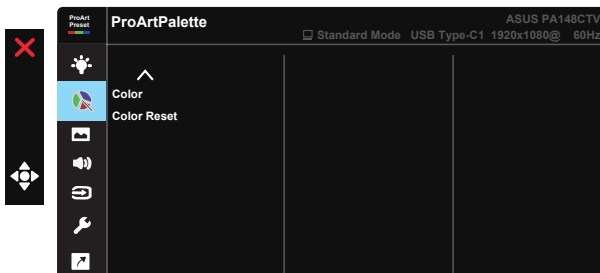 ProArt
Preset
ProArtPalette
ASUS PA148CTV
Standard Mode USB Type-C1 1920x1080@ 60Hz
Color
Color Reset